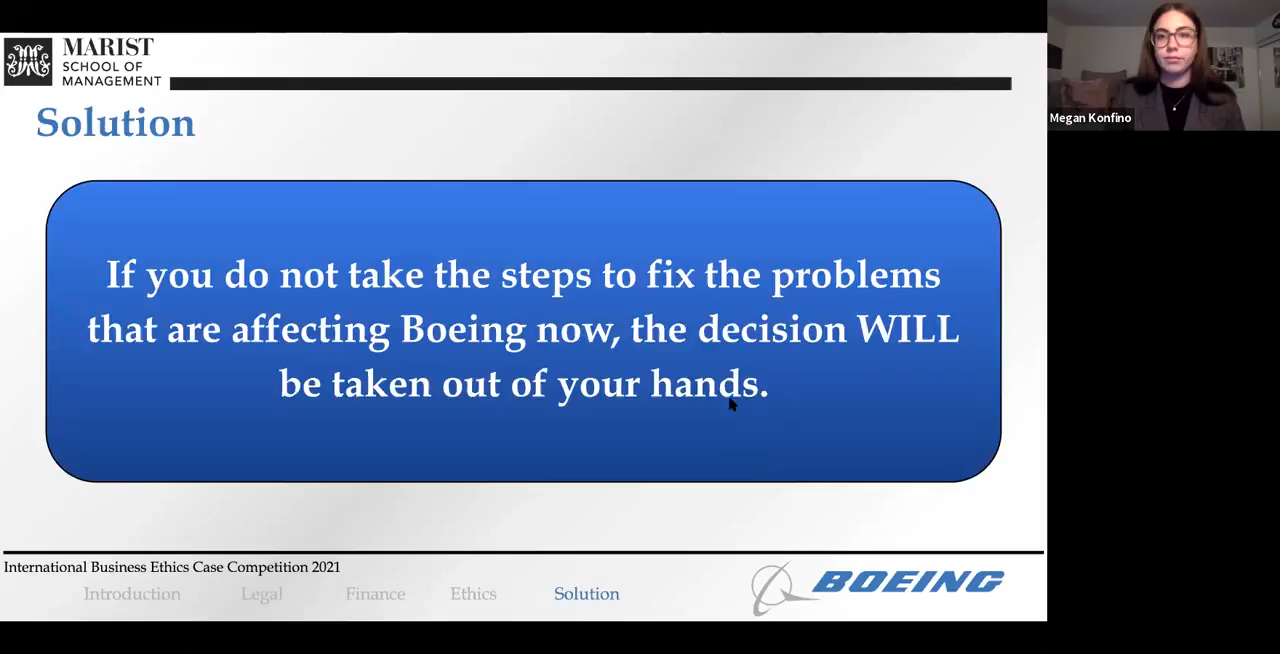 MARIST
SCHOOL OF
MANAGEMENT
Solution
If you do not take the steps to fix the problems
that are affecting Boeing now, the decision WILL
be taken out of your hands.
International Business Ethics Case Competition 2021
Introduction Legal Finance Ethics Solution
BOEING
Megan Konfino